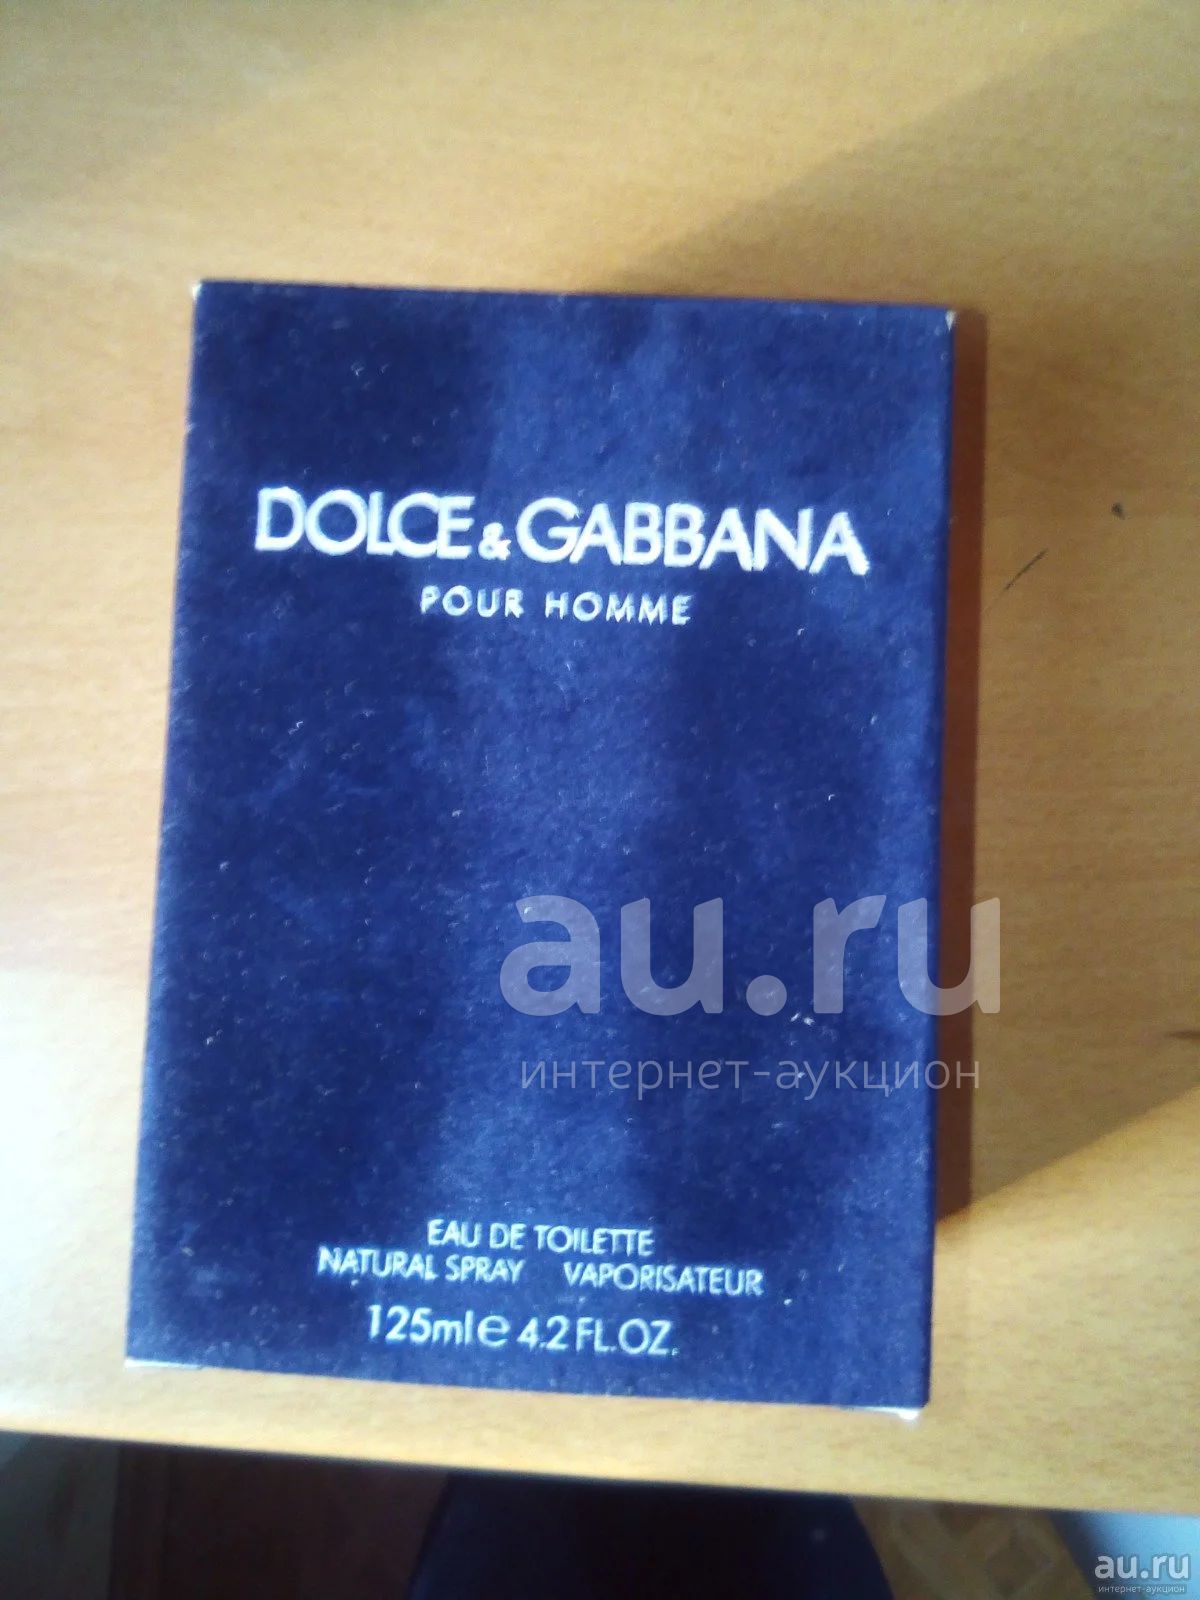 DOLCE & GABBANA
POUR HOMME
au.ru
интернет-аукцион
EAU DE TOILETTE
NATURAL SPRAY VAPORISATEUR
125ml e 4.2 FL.OZ.
au.ru
интернет-аукцион